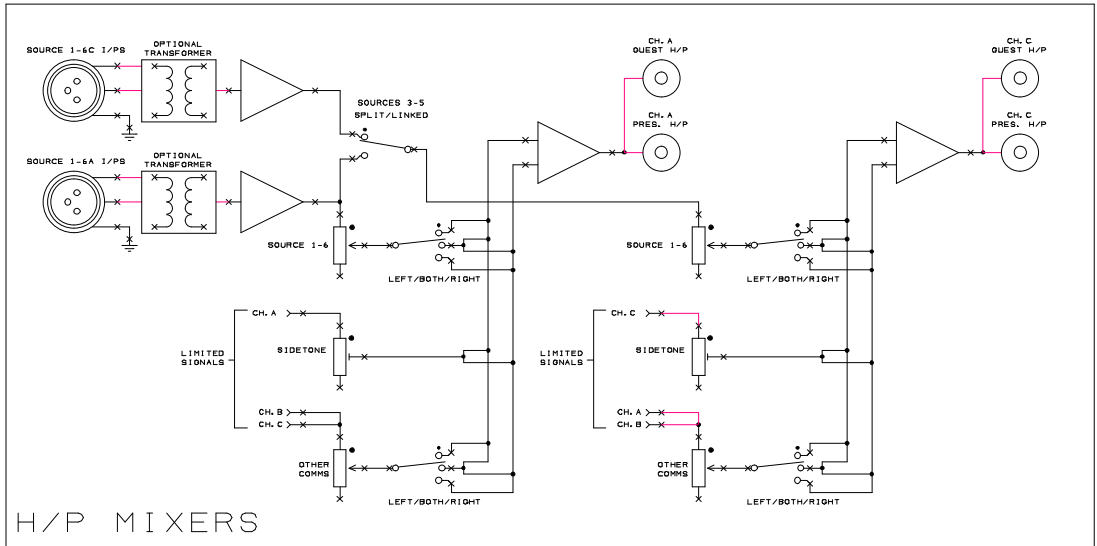 SOURCE 1-6C I/PS
OPTIONAL
TRANSFORMER
SOURCES 3-5
SPLIT/LINKED
CH. A
GUEST H/P
CH. C
GUEST H/P
CH. A
PRES. H/P
CH. C
PRES. H/P
SOURCE 1-6A I/PS
OPTIONAL
TRANSFORMER
SOURCE 1-6
LEFT/BOTH/RIGHT
SOURCE 1-6
LEFT/BOTH/RIGHT
CH. A
SIDETONE
LIMITED
SIGNALS
CH. B
CH. C
OTHER
COMMS
LEFT/BOTH/RIGHT
CH. C
SIDETONE
LIMITED
SIGNALS
CH. A
CH. B
OTHER
COMMS
LEFT/BOTH/RIGHT
H/P MIXERS